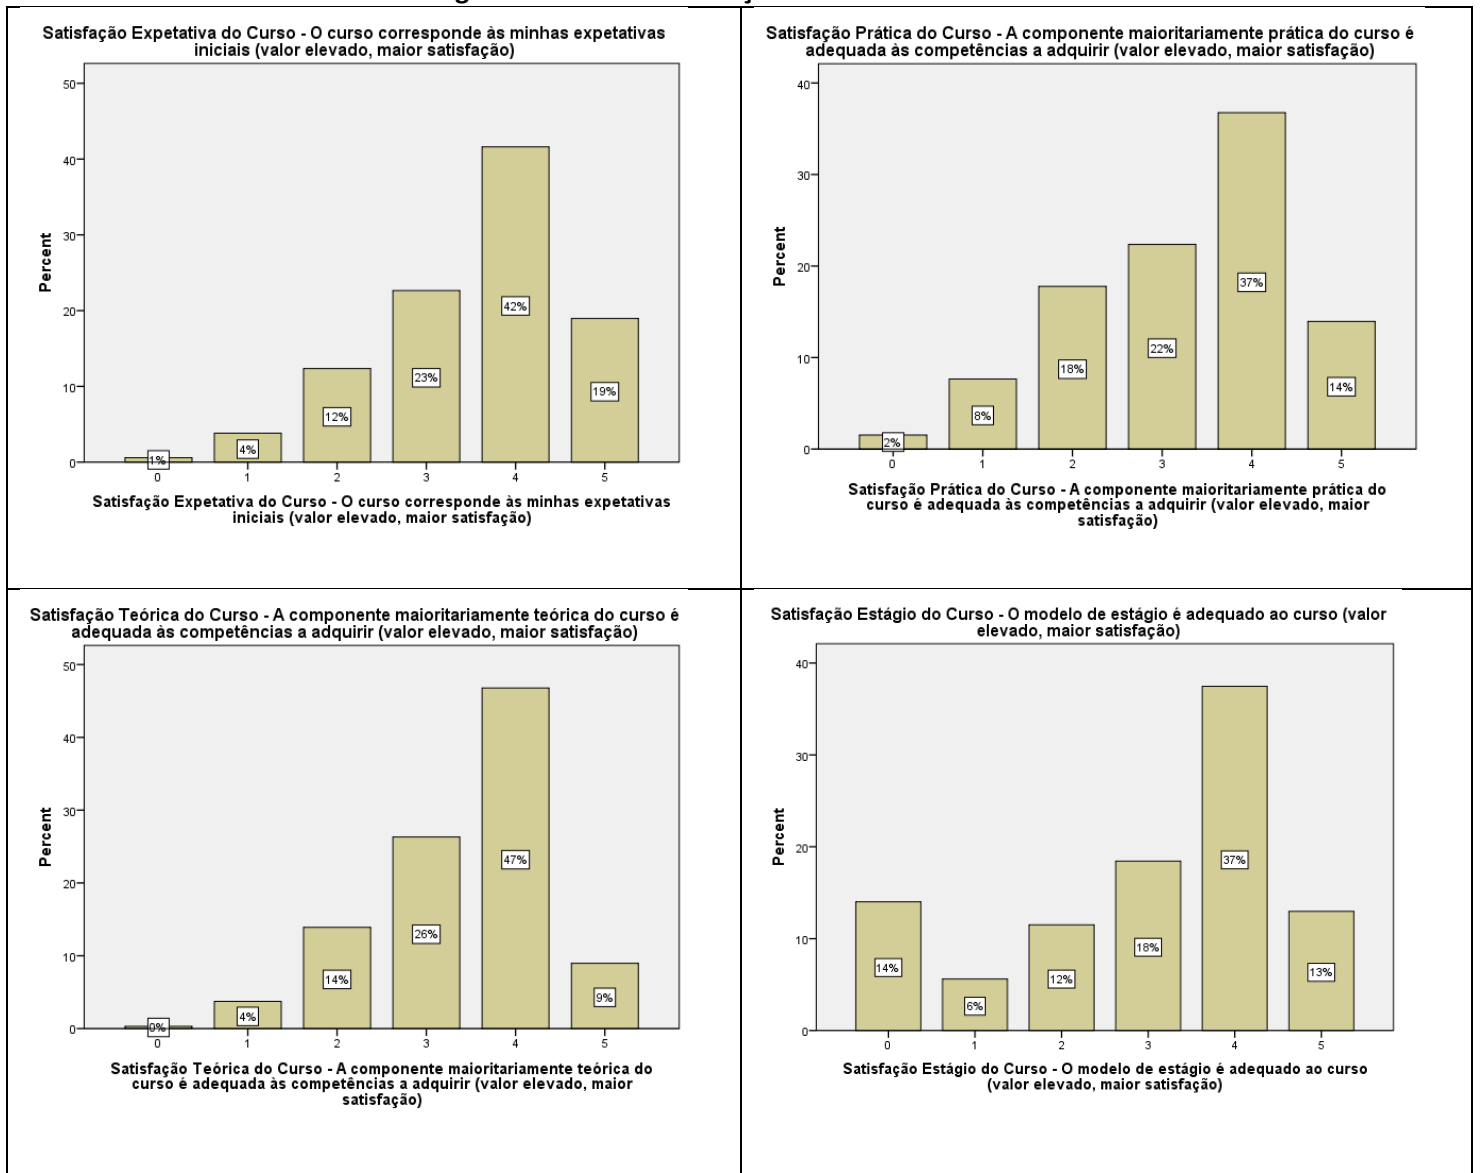 Satisfação Expetativa do Curso - O curso corresponde às minhas expetativas
iniciais (valor elevado, maior satisfação)
50
40
30
20
10
0
Percent
1%
4%
12%
23%
42%
19%
0 1 2 3 4 5
Satisfação Expetativa do Curso - O curso corresponde às minhas expetativas
iniciais (valor elevado, maior satisfação)
Satisfação Prática do Curso - A componente maioritariamente prática do curso é
adequada às competências a adquirir (valor elevado, maior satisfação)
40
30
20
10
0
Percent
2%
8%
18%
22%
37%
14%
0 1 2 3 4 5
Satisfação Prática do Curso - A componente maioritariamente prática do
curso é adequada às competências a adquirir (valor elevado, maior
satisfação)
Satisfação Teórica do Curso - A componente maioritariamente teórica do curso é
adequada às competências a adquirir (valor elevado, maior satisfação)
50
40
30
20
10
0
Percent
0%
4%
14%
26%
47%
9%
0 1 2 3 4 5
Satisfação Teórica do Curso - A componente maioritariamente teórica do
curso é adequada às competências a adquirir (valor elevado, maior
satisfação)
Satisfação Estágio do Curso - O modelo de estágio é adequado ao curso (valor
elevado, maior satisfação)
40
30
20
10
0
Percent
14%
6%
12%
18%
37%
13%
0 1 2 3 4 5
Satisfação Estágio do Curso - O modelo de estágio é adequado ao curso
(valor elevado, maior satisfação)